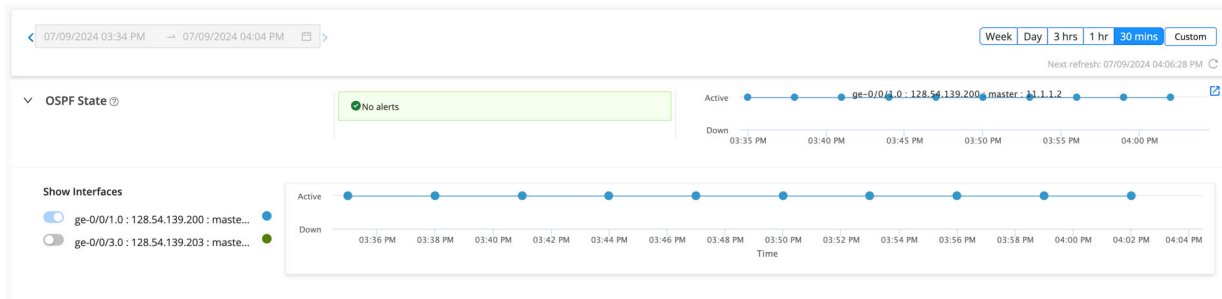 07/09/2024 03:34 PM → 07/09/2024 04:04 PM
Week Day 3 hrs 1 hr 30 mins Custom
Next refresh: 07/09/2024 04:06:28 PM
OSPF State
No alerts
Active
ge-0/0/1.0 : 128.54.139.200 : master : 11.1.1.2
Down
03:35 PM 03:40 PM 03:45 PM 03:50 PM 03:55 PM 04:00 PM
Show Interfaces
ge-0/0/1.0 : 128.54.139.200 : maste...
ge-0/0/3.0 : 128.54.139.203 : maste...
Active
Down
03:36 PM 03:38 PM 03:40 PM 03:42 PM 03:44 PM 03:46 PM 03:48 PM 03:50 PM 03:52 PM 03:54 PM 03:56 PM 03:58 PM 04:00 PM 04:02 PM 04:04 PM
Time